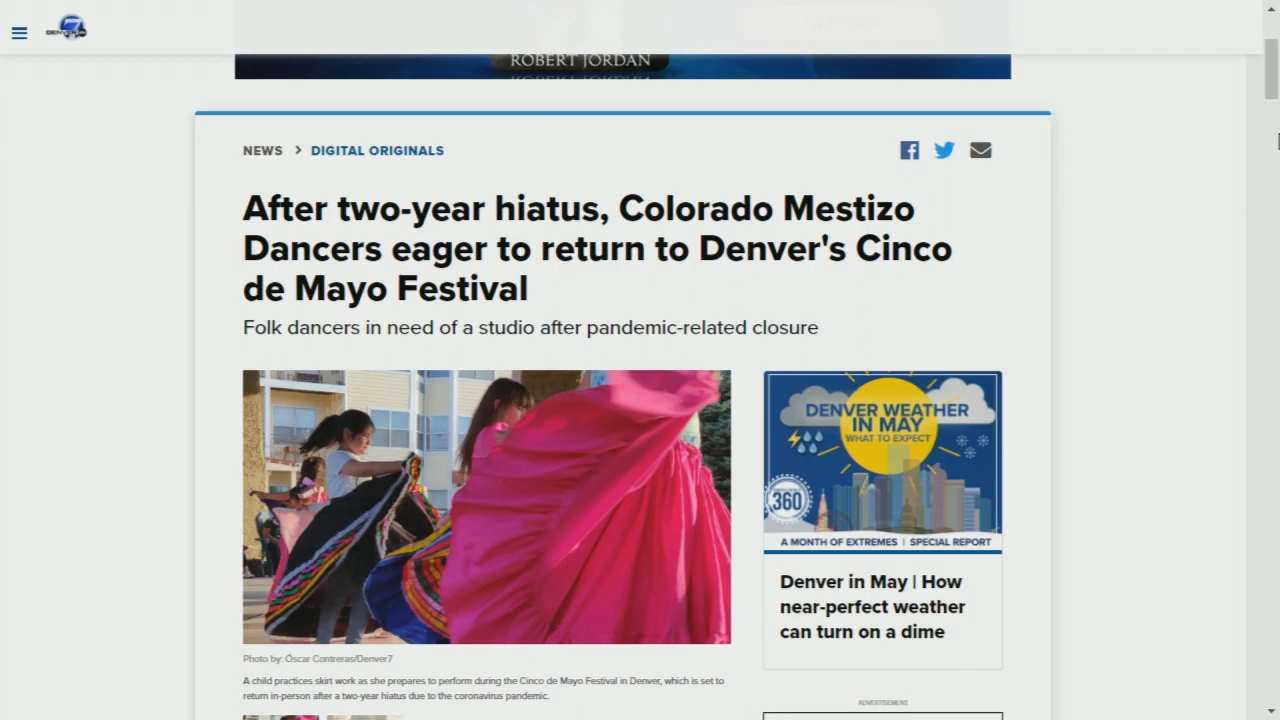 DENVER 7
ROBERT JORDAN
NEWS > DIGITAL ORIGINALS
After two-year hiatus, Colorado Mestizo
Dancers eager to return to Denver's Cinco
de Mayo Festival
Folk dancers in need of a studio after pandemic-related closure
DENVER WEATHER
IN MAY
WHAT TO EXPECT
360
A MONTH OF EXTREMES | SPECIAL REPORT
Denver in May | How
near-perfect weather
can turn on a dime
Photo by: Óscar Contreras/Denver7
A child practices skirt work as she prepares to perform during the Cinco de Mayo Festival in Denver, which is set to
return in-person after a two-year hiatus due to the coronavirus pandemic.
ADVERTISEMENT